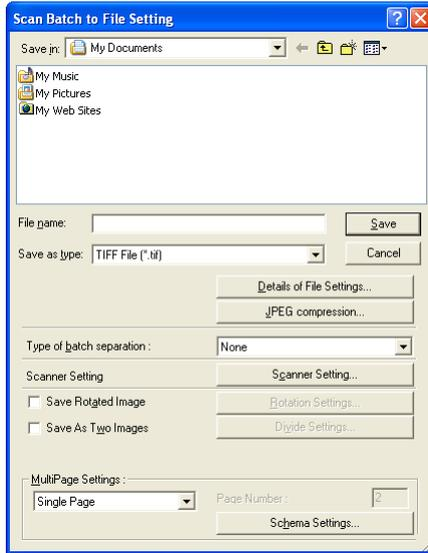 Scan Batch to File Setting
Save in: My Documents
My Music
My Pictures
My Web Sites
File name: Save
Save as type: TIFF File (*.tif) Cancel
Details of File Settings...
JPEG compression...
Type of batch separation : None
Scanner Setting Scanner Setting...
Save Rotated Image Rotation Settings...
Save As Two Images Divide Settings...
MultiPage Settings :
Single Page Page Number : 2
Schema Settings...